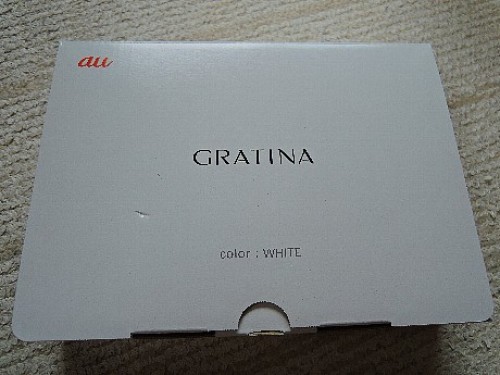 au
GRATINA
color : WHITE